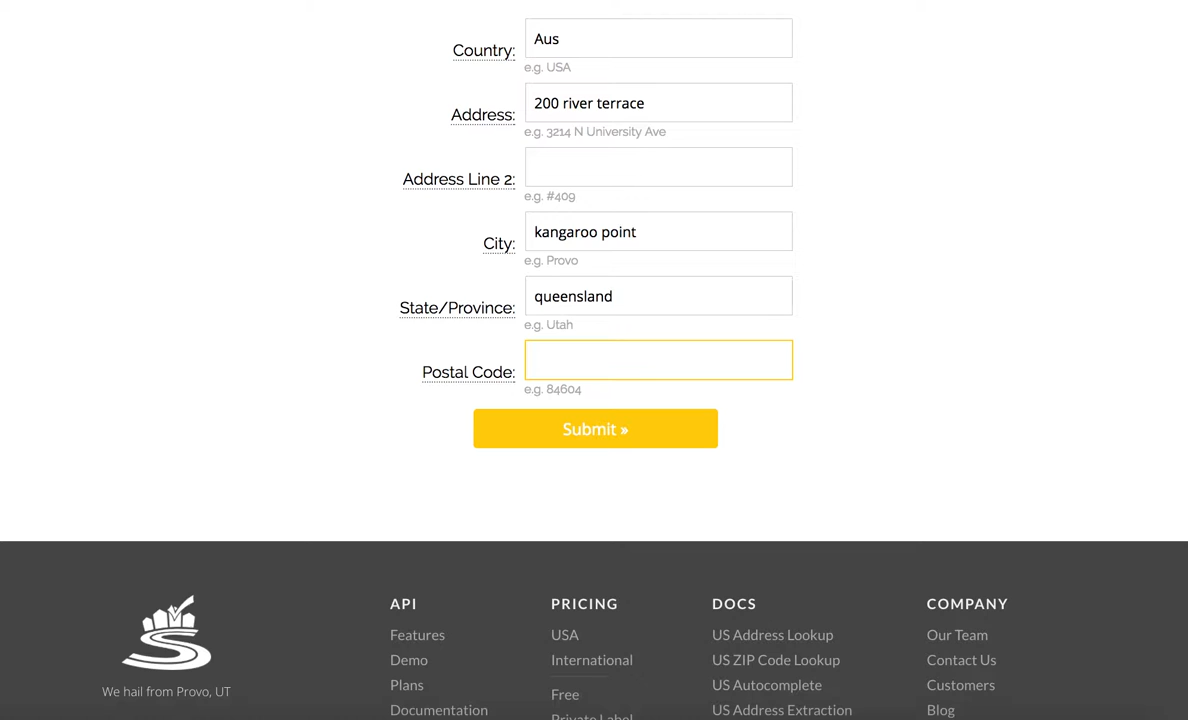 Country: Aus
e.g. USA
Address: 200 river terrace
e.g. 3214 N University Ave
Address Line 2:
e.g. #409
City: kangaroo point
e.g. Provo
State/Province: queensland
e.g. Utah
Postal Code:
e.g. 84604
Submit »
We hail from Provo, UT
API
Features
Demo
Plans
Documentation
PRICING
USA
International
Free
Private Label
DOCS
US Address Lookup
US ZIP Code Lookup
US Autocomplete
US Address Extraction
COMPANY
Our Team
Contact Us
Customers
Blog